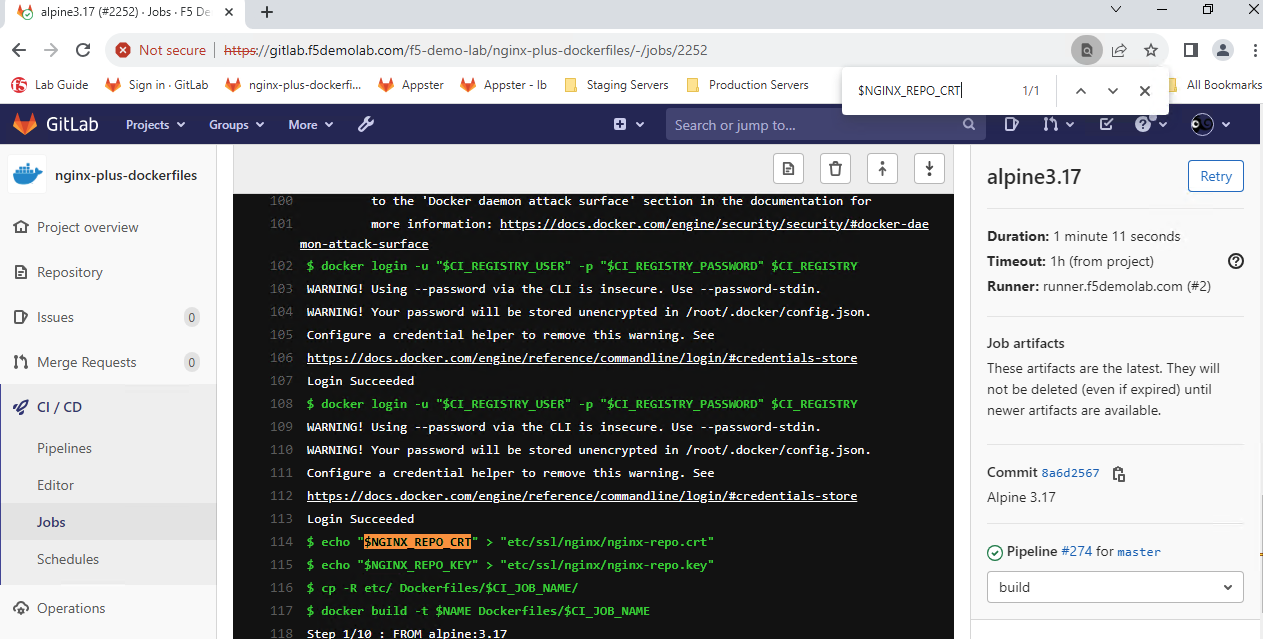 alpine3.17 (#2252) · Jobs · F5 De
Not secure
https://gitlab.f5demolab.com/f5-demo-lab/nginx-plus-dockerfiles/-/jobs/2252
Lab Guide
Sign in · GitLab
nginx-plus-dockerfi...
Appster
Appster - lb
Staging Servers
Production Servers
All Bookmarks
$NGINX_REPO_CRT
1/1
GitLab
Projects
Groups
More
Search or jump to...
nginx-plus-dockerfiles
Project overview
Repository
Issues 0
Merge Requests 0
CI / CD
Pipelines
Editor
Jobs
Schedules
Operations
100 to the 'Docker daemon attack surface' section in the documentation for
101 more information: https://docs.docker.com/engine/security/security/#docker-dae
mon-attack-surface
102 $ docker login -u "$CI_REGISTRY_USER" -p "$CI_REGISTRY_PASSWORD" $CI_REGISTRY
103 WARNING! Using --password via the CLI is insecure. Use --password-stdin.
104 WARNING! Your password will be stored unencrypted in /root/.docker/config.json.
105 Configure a credential helper to remove this warning. See
106 https://docs.docker.com/engine/reference/commandline/login/#credentials-store
107 Login Succeeded
108 $ docker login -u "$CI_REGISTRY_USER" -p "$CI_REGISTRY_PASSWORD" $CI_REGISTRY
109 WARNING! Using --password via the CLI is insecure. Use --password-stdin.
110 WARNING! Your password will be stored unencrypted in /root/.docker/config.json.
111 Configure a credential helper to remove this warning. See
112 https://docs.docker.com/engine/reference/commandline/login/#credentials-store
113 Login Succeeded
114 $ echo "$NGINX_REPO_CRT" > "etc/ssl/nginx/nginx-repo.crt"
115 $ echo "$NGINX_REPO_KEY" > "etc/ssl/nginx/nginx-repo.key"
116 $ cp -R etc/ Dockerfiles/$CI_JOB_NAME/
117 $ docker build -t $NAME Dockerfiles/$CI_JOB_NAME
118 Step 1/10 : FROM alpine:3.17
alpine3.17
Retry
Duration: 1 minute 11 seconds
Timeout: 1h (from project)
Runner: runner.f5demolab.com (#2)
Job artifacts
These artifacts are the latest. They will
not be deleted (even if expired) until
newer artifacts are available.
Commit 8a6d2567
Alpine 3.17
Pipeline #274 for master
build